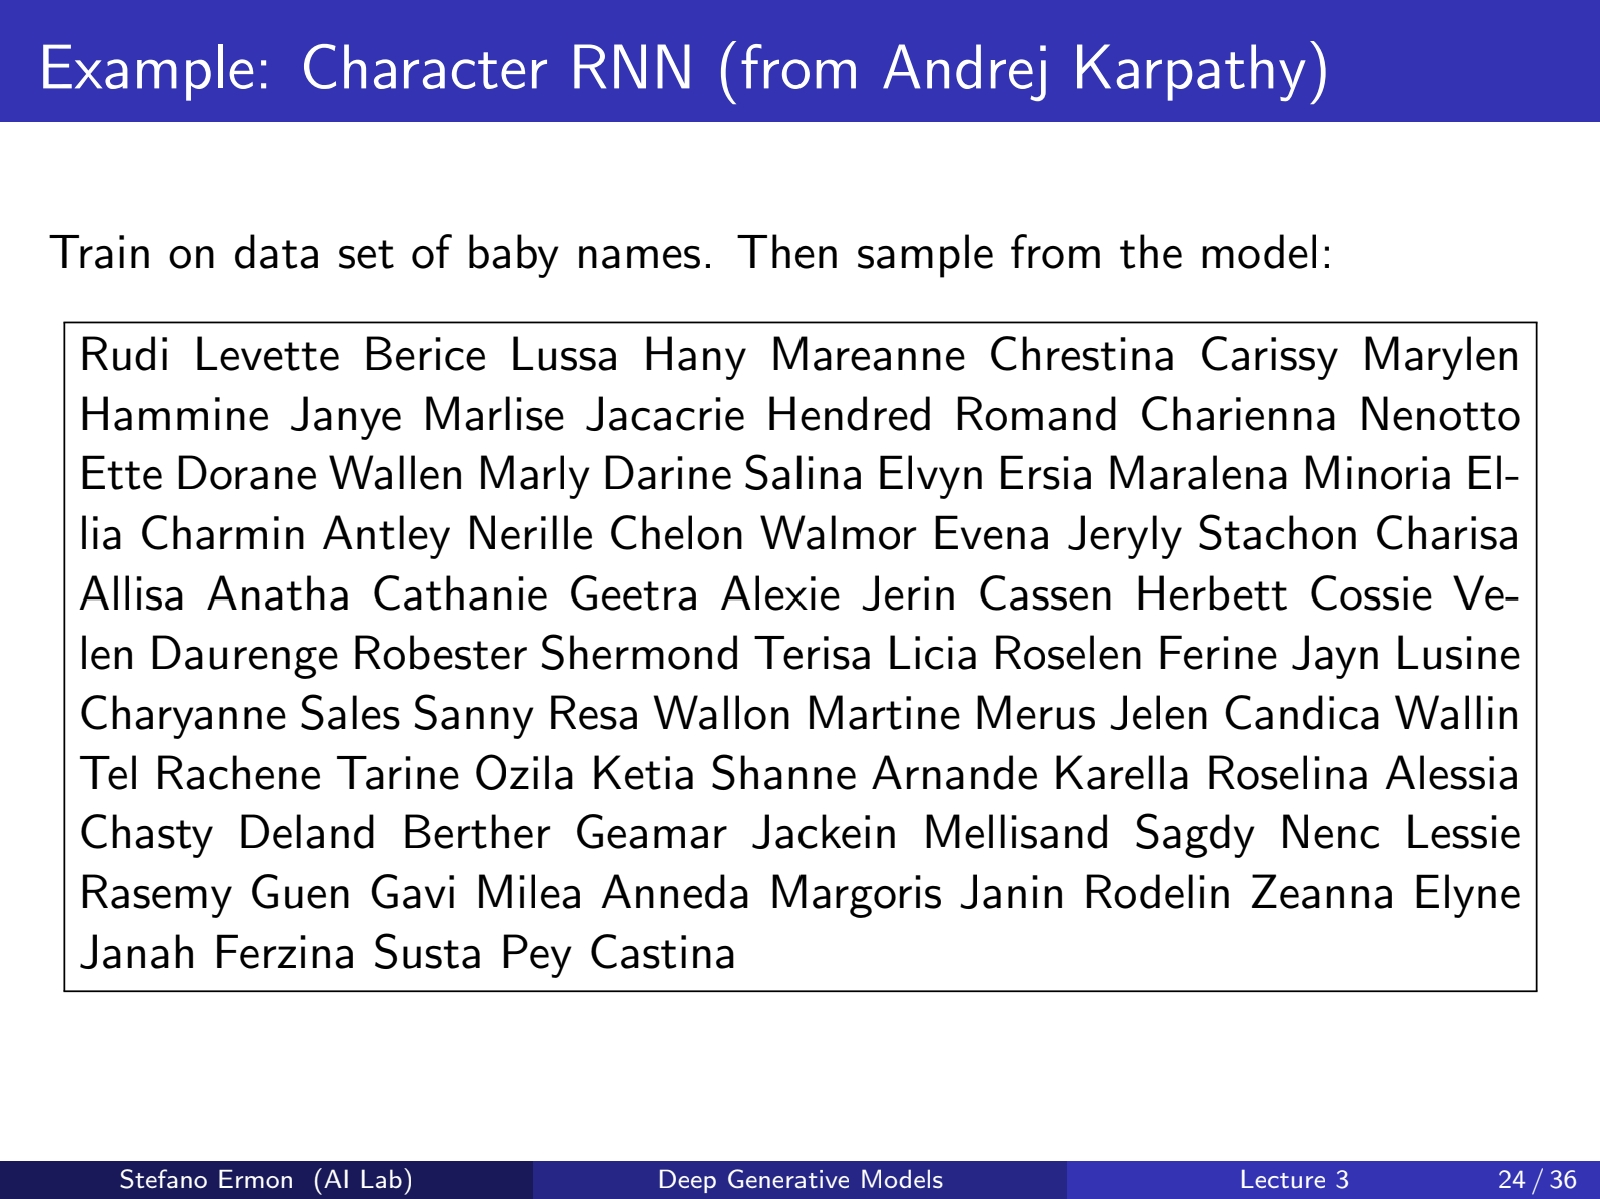 Example: Character RNN (from Andrej Karpathy)
Train on data set of baby names. Then sample from the model:
Rudi Levette Berice Lussa Hany Mareanne Chrestina Carissy Marylen
Hammine Janye Marlise Jacacrie Hendred Romand Charienna Nenotto
Ette Dorane Wallen Marly Darine Salina Elvyn Ersia Maralena Minoria El-
lia Charmin Antley Nerille Chelon Walmor Evena Jeryly Stachon Charisa
Allisa Anatha Cathanie Geetra Alexie Jerin Cassen Herbett Cossie Ve-
len Daurenge Robester Shermond Terisa Licia Roselen Ferine Jayn Lusine
Charyanne Sales Sanny Resa Wallon Martine Merus Jelen Candica Wallin
Tel Rachene Tarine Ozila Ketia Shanne Arnande Karella Roselina Alessia
Chasty Deland Berther Geamar Jackein Mellisand Sagdy Nenc Lessie
Rasemy Guen Gavi Milea Anneda Margoris Janin Rodelin Zeanna Elyne
Janah Ferzina Susta Pey Castina
Stefano Ermon (AI Lab) Deep Generative Models Lecture 3 24 / 36